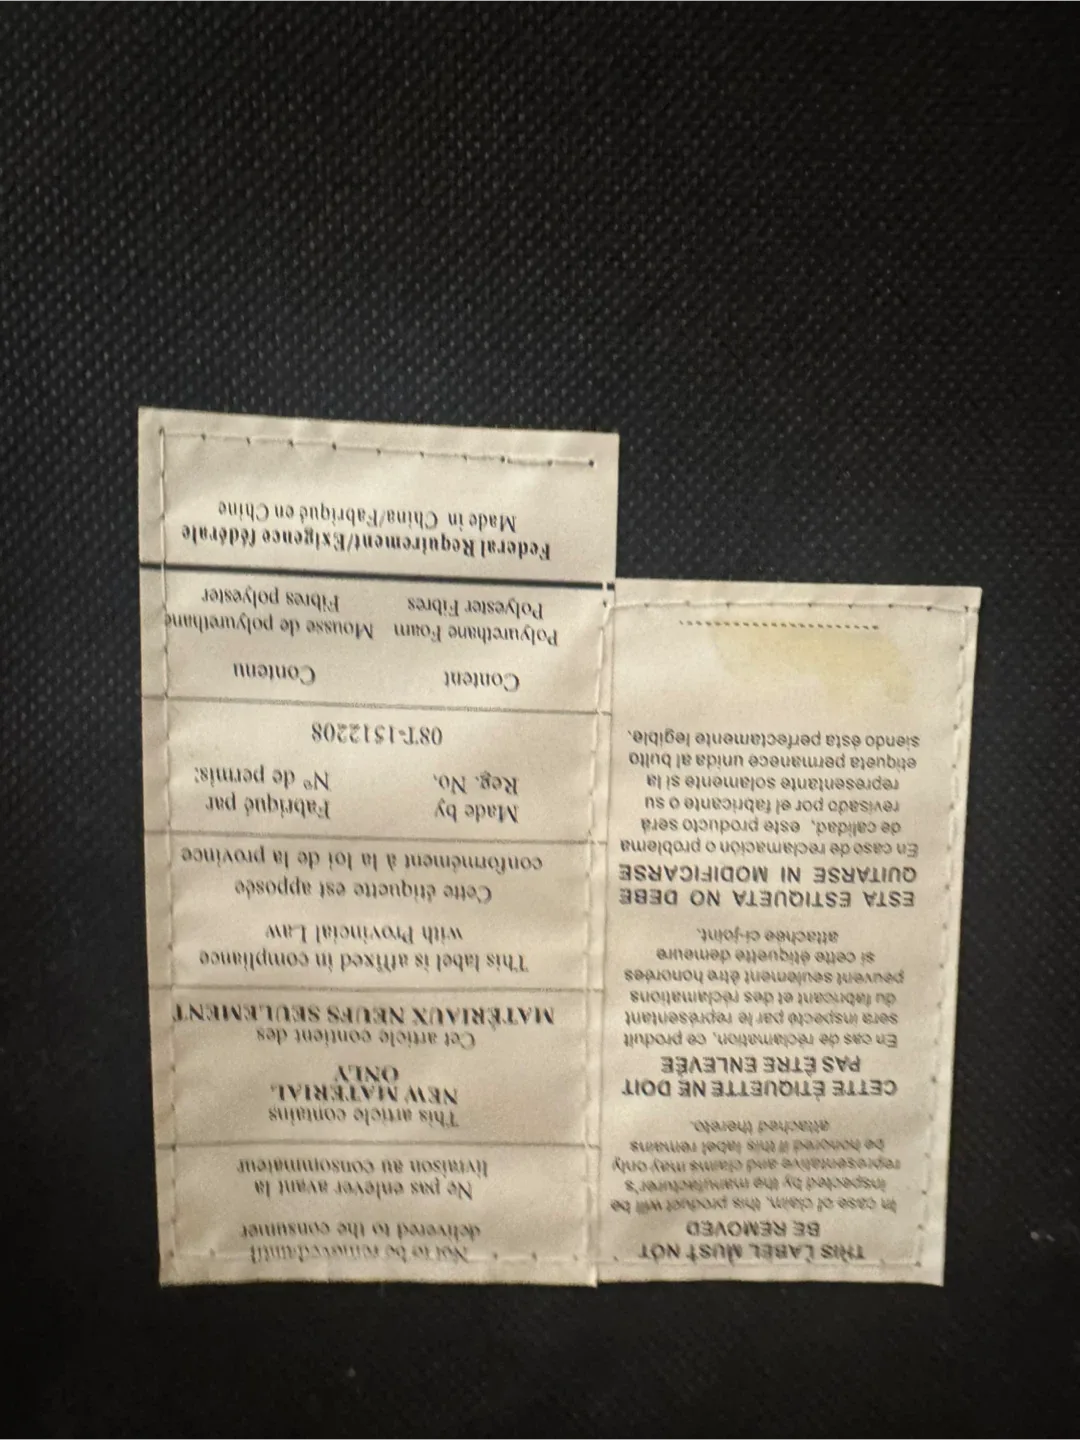 Not to be removed until
delivered to the consumer
Ne pas enlever avant la
livraison au consommateur
This article contains
NEW MATERIAL
ONLY
Cet article contient des
MATÉRIAUX NEUFS SEULEMENT
This label is affixed in compliance
with Provincial Law
Cette étiquette est apposée
conformément à la loi de la province
Made by Fabriqué par
Reg. No. Nº de permis:
08T-1512208
Content Contenu
Polyurethane Foam Mousse de polyuréthane
Polyester Fibres Fibres polyester
Federal Requirement/Exigence fédérale
Made in China/Fabriqué en Chine
THIS LABEL MUST NOT
BE REMOVED
In case of claim, this product will be
inspected by the manufacturer's
representative and claims may only
be honored if this label remains
attached thereto.
CETTE ÉTIQUETTE NE DOIT
PAS ÊTRE ENLEVÉE
En cas de réclamation, ce produit
sera inspecté par le représentant
du fabricant et des réclamations
peuvent seulement être honorées
si cette étiquette demeure
attachée ci-joint.
ESTA ESTIQUETA NO DEBE
QUITARSE NI MODIFICARSE
En caso de reclamación o problema
de calidad, este producto será
revisado por el fabricante o su
representante solamente si la
etiqueta permanece unida al bulto
siendo ésta perfectamente legible.